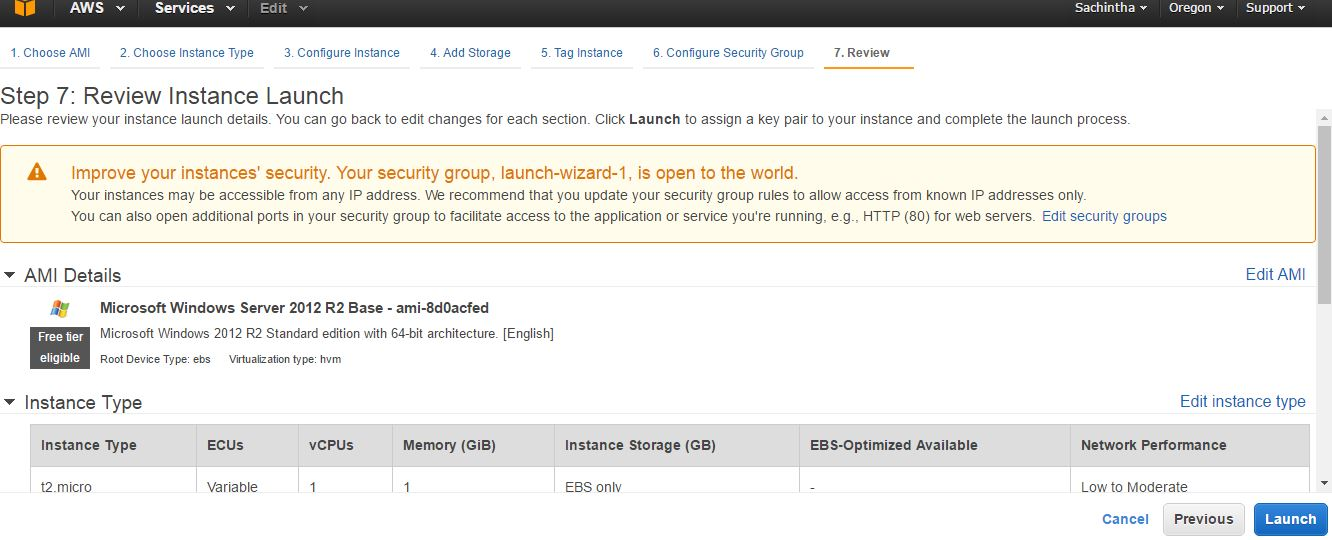 AWS Services Edit Sachintha Oregon Support
1. Choose AMI 2. Choose Instance Type 3. Configure Instance 4. Add Storage 5. Tag Instance 6. Configure Security Group 7. Review
Step 7: Review Instance Launch
Please review your instance launch details. You can go back to edit changes for each section. Click Launch to assign a key pair to your instance and complete the launch process.
Improve your instances' security. Your security group, launch-wizard-1, is open to the world.
Your instances may be accessible from any IP address. We recommend that you update your security group rules to allow access from known IP addresses only.
You can also open additional ports in your security group to facilitate access to the application or service you're running, e.g., HTTP (80) for web servers. Edit security groups
AMI Details Edit AMI
Microsoft Windows Server 2012 R2 Base - ami-8d0acfed
Free tier eligible
Microsoft Windows 2012 R2 Standard edition with 64-bit architecture. [English]
Root Device Type: ebs Virtualization type: hvm
Instance Type Edit instance type
Instance Type ECUs vCPUs Memory (GiB) Instance Storage (GB) EBS-Optimized Available Network Performance
t2.micro Variable 1 1 EBS only - Low to Moderate
Cancel Previous Launch